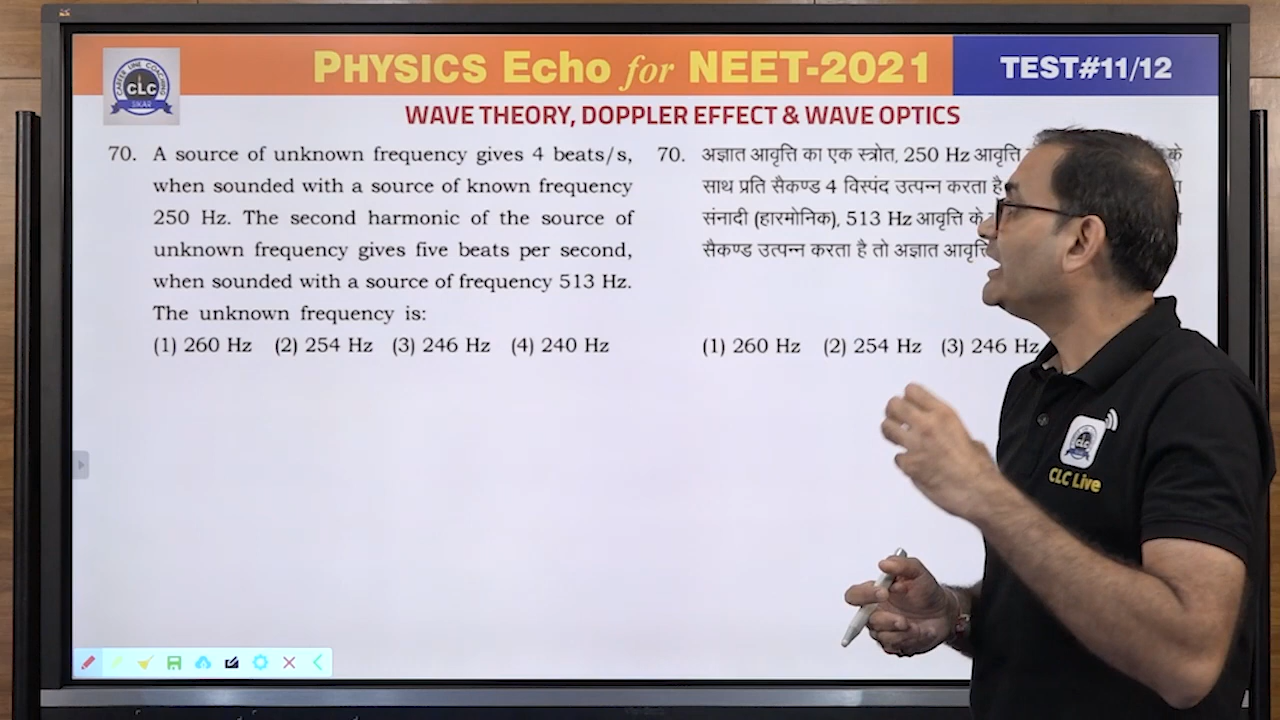 PHYSICS Echo for NEET-2021
TEST#11/12
CAREER LINE COACHING
CLC
SIKAR
WAVE THEORY, DOPPLER EFFECT & WAVE OPTICS
70. A source of unknown frequency gives 4 beats/s,
when sounded with a source of known frequency
250 Hz. The second harmonic of the source of
unknown frequency gives five beats per second,
when sounded with a source of frequency 513 Hz.
The unknown frequency is:
(1) 260 Hz (2) 254 Hz (3) 246 Hz (4) 240 Hz
70. अज्ञात आवृत्ति का एक स्त्रोत, 250 Hz आवृत्ति के
साथ प्रति सैकण्ड 4 विस्पंद उत्पन्न करता है
संनादी (हारमोनिक), 513 Hz आवृत्ति के
सैकण्ड उत्पन्न करता है तो अज्ञात
(1) 260 Hz (2) 254 Hz (3) 246 Hz
CLC
CLC Live